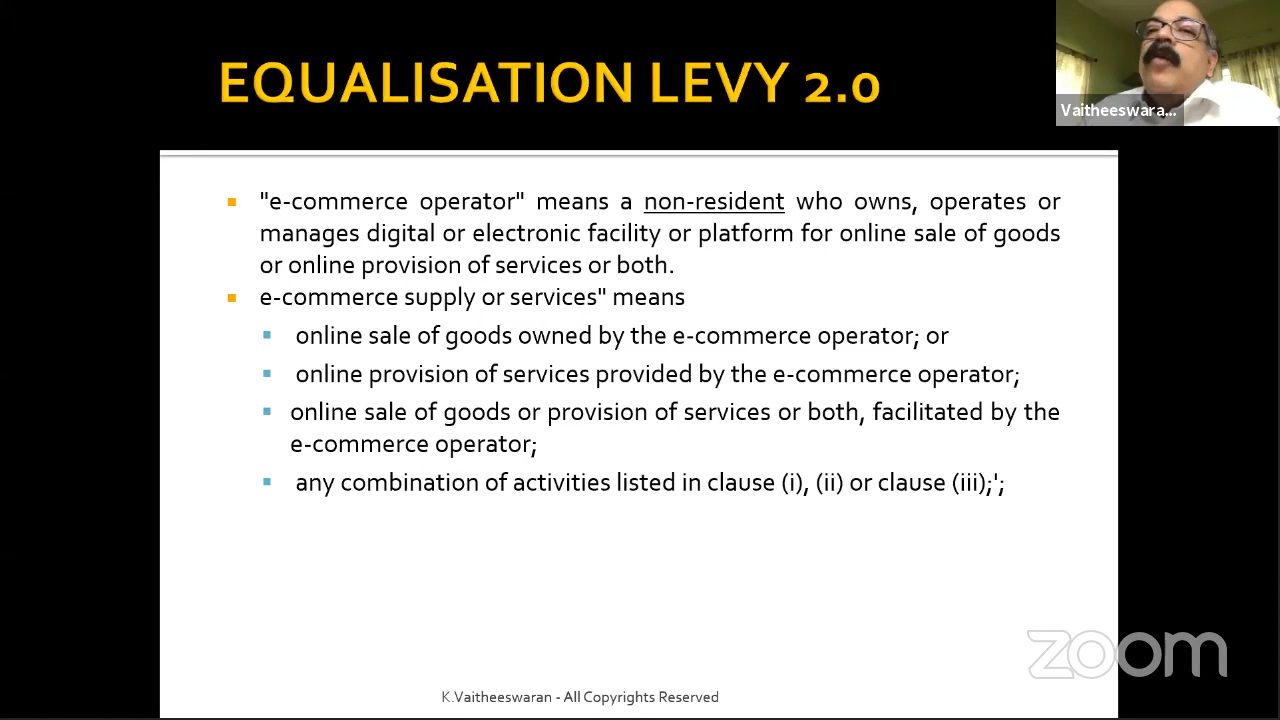 EQUALISATION LEVY 2.0
Vaitheeswara...
"e-commerce operator" means a non-resident who owns, operates or
manages digital or electronic facility or platform for online sale of goods
or online provision of services or both.
e-commerce supply or services" means
online sale of goods owned by the e-commerce operator; or
online provision of services provided by the e-commerce operator;
online sale of goods or provision of services or both, facilitated by the
e-commerce operator;
any combination of activities listed in clause (i), (ii) or clause (iii);';
zoom
K.Vaitheeswaran - All Copyrights Reserved